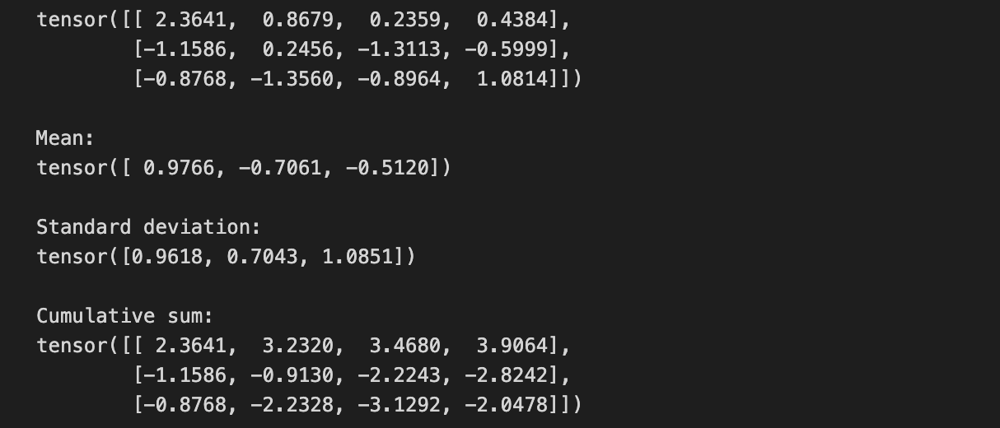 tensor([[ 2.3641,  0.8679,  0.2359,  0.4384],
        [-1.1586,  0.2456, -1.3113, -0.5999],
        [-0.8768, -1.3560, -0.8964,  1.0814]])
Mean:
tensor([ 0.9766, -0.7061, -0.5120])
Standard deviation:
tensor([0.9618, 0.7043, 1.0851])
Cumulative sum:
tensor([[ 2.3641,  3.2320,  3.4680,  3.9064],
        [-1.1586, -0.9130, -2.2243, -2.8242],
        [-0.8768, -2.2328, -3.1292, -2.0478]])